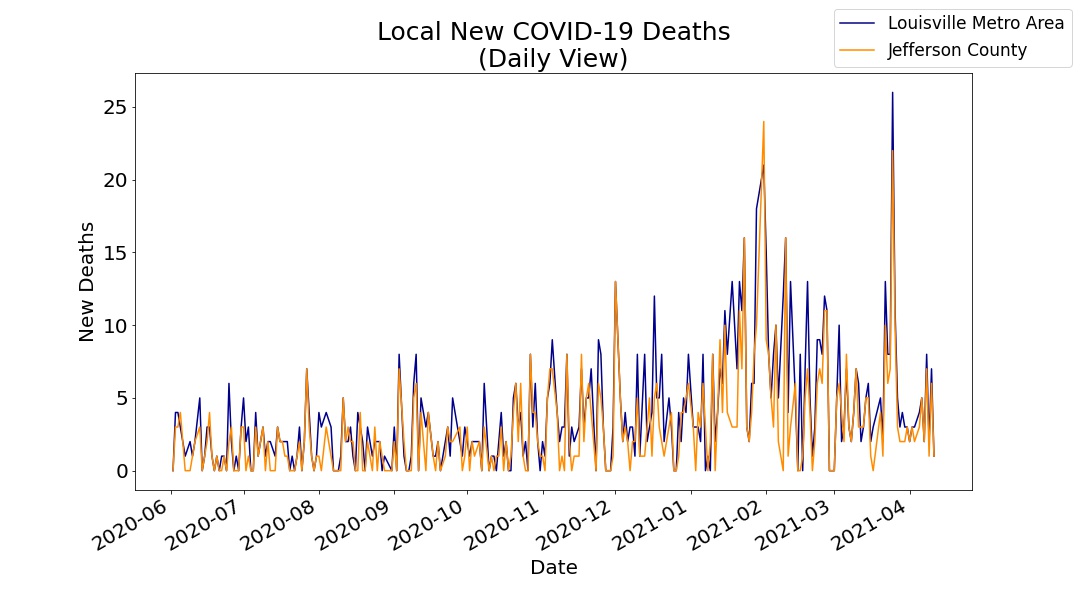 Local New COVID-19 Deaths
(Daily View)
Louisville Metro Area
Jefferson County
New Deaths
25
20
15
10
5
0
2020-06
2020-07
2020-08
2020-09
2020-10
2020-11
2020-12
2021-01
2021-02
2021-03
2021-04
Date